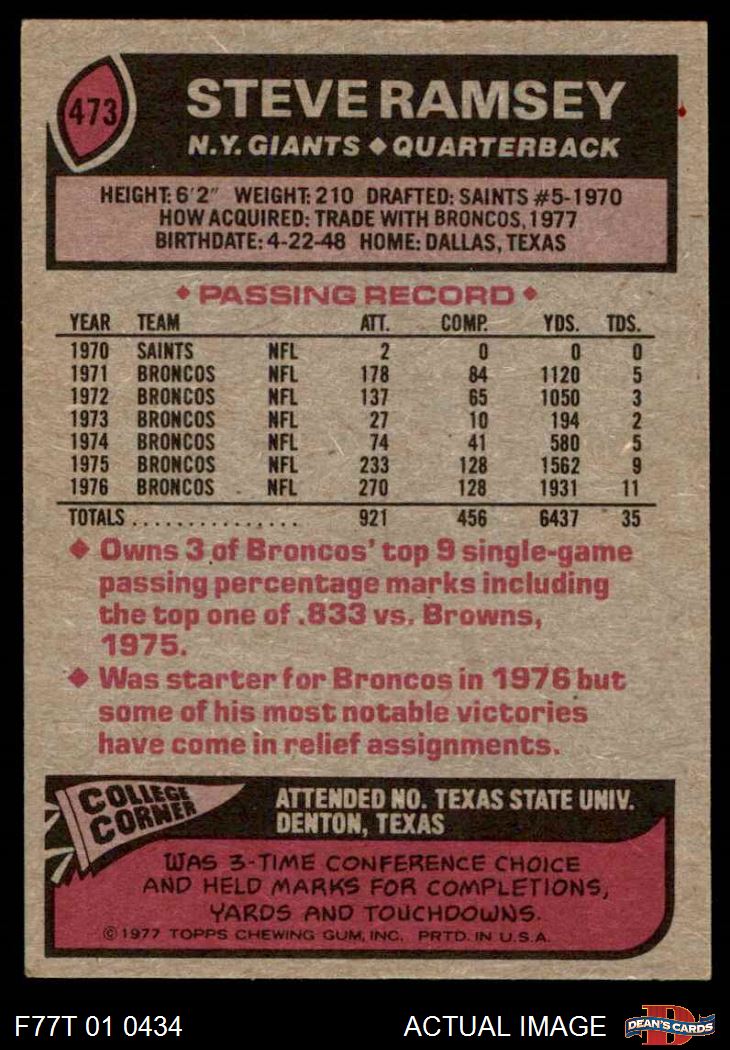 473
STEVE RAMSEY
N.Y. GIANTS ♦ QUARTERBACK
HEIGHT: 6'2" WEIGHT: 210 DRAFTED: SAINTS #5-1970
HOW ACQUIRED: TRADE WITH BRONCOS, 1977
BIRTHDATE: 4-22-48 HOME: DALLAS, TEXAS
♦ PASSING RECORD ♦
YEAR TEAM ATT. COMP. YDS. TDS.
1970 SAINTS NFL 2 0 0 0
1971 BRONCOS NFL 178 84 1120 5
1972 BRONCOS NFL 137 65 1050 3
1973 BRONCOS NFL 27 10 194 2
1974 BRONCOS NFL 74 41 580 5
1975 BRONCOS NFL 233 128 1562 9
1976 BRONCOS NFL 270 128 1931 11
TOTALS ................ 921 456 6437 35
♦ Owns 3 of Broncos' top 9 single-game
passing percentage marks including
the top one of .833 vs. Browns,
1975.
♦ Was starter for Broncos in 1976 but
some of his most notable victories
have come in relief assignments.
COLLEGE
CORNER
ATTENDED NO. TEXAS STATE UNIV.
DENTON, TEXAS
WAS 3-TIME CONFERENCE CHOICE
AND HELD MARKS FOR COMPLETIONS,
YARDS AND TOUCHDOWNS.
©1977 TOPPS CHEWING GUM, INC. PRTD. IN U.S.A.
F77T 01 0434
ACTUAL IMAGE
D
DEAN'S CARDS